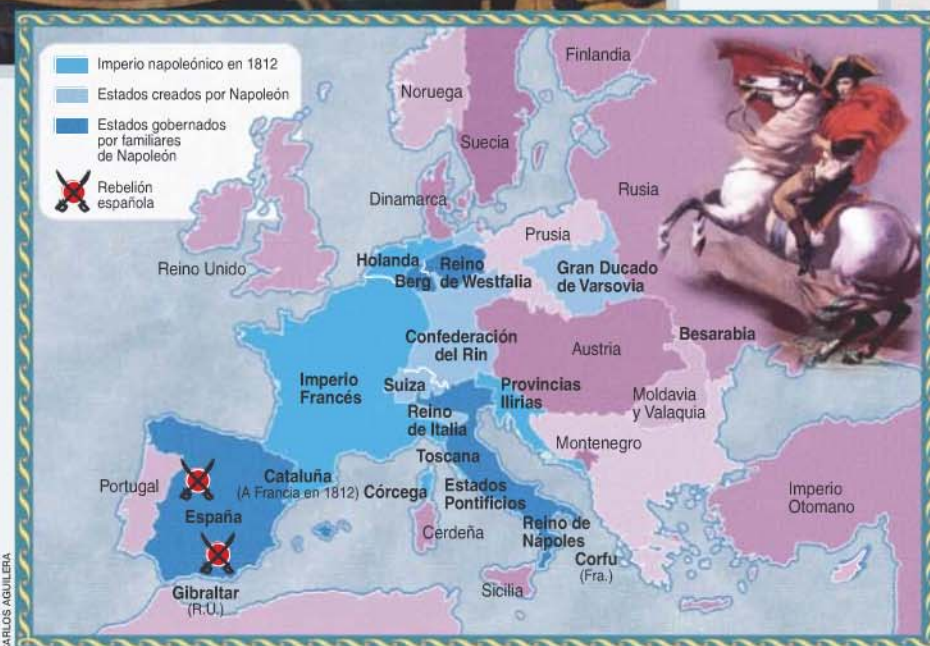 Imperio napoleónico en 1812
Estados creados por Napoleón
Estados gobernados
por familiares
de Napoleón
Rebelión
española
Finlandia
Noruega
Suecia
Rusia
Dinamarca
Prusia
Reino Unido
Holanda
Berg
Reino
de Westfalia
Gran Ducado
de Varsovia
Confederación
del Rin
Austria
Besarabia
Imperio
Francés
Suiza
Provincias
Ilirias
Moldavia
y Valaquia
Reino
de Italia
Montenegro
Toscana
Portugal
Cataluña
(A Francia en 1812)
Córcega
Estados
Pontificios
Imperio
Otomano
España
Cerdeña
Reino de
Nápoles
Corfu
(Fra.)
Gibraltar
(R.U.)
Sicilia
ARLOS AGUILERA